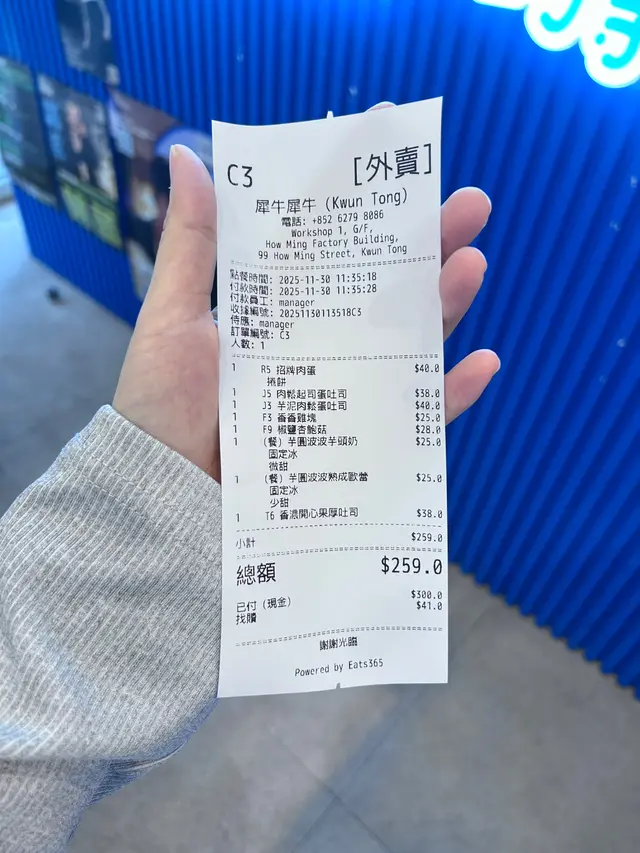 C3 [外賣]
犀牛犀牛 (Kwun Tong)
電話: +852 6279 8086
Workshop 1, G/F,
How Ming Factory Building,
99 How Ming Street, Kwun Tong
點餐時間: 2025-11-30 11:35:18
付款時間: 2025-11-30 11:35:28
付款員工: manager
收據編號: 20251130113518C3
侍應: manager
訂單編號: C3
人數: 1
1 R5 招牌肉蛋 $40.0
捲餅
1 J5 肉鬆起司蛋吐司 $38.0
1 J3 芋泥肉鬆蛋吐司 $40.0
1 F3 香香雞塊 $25.0
1 F9 椒鹽杏鮑菇 $28.0
1 (餐) 芋圓波波芋頭奶 $25.0
固定冰
微甜
1 (餐) 芋圓波波熟成歐蕾 $25.0
固定冰
少甜
1 T6 香濃開心果厚吐司 $38.0
小計 $259.0
總額 $259.0
已付 (現金) $300.0
找贖 $41.0
謝謝光臨
Powered by Eats365